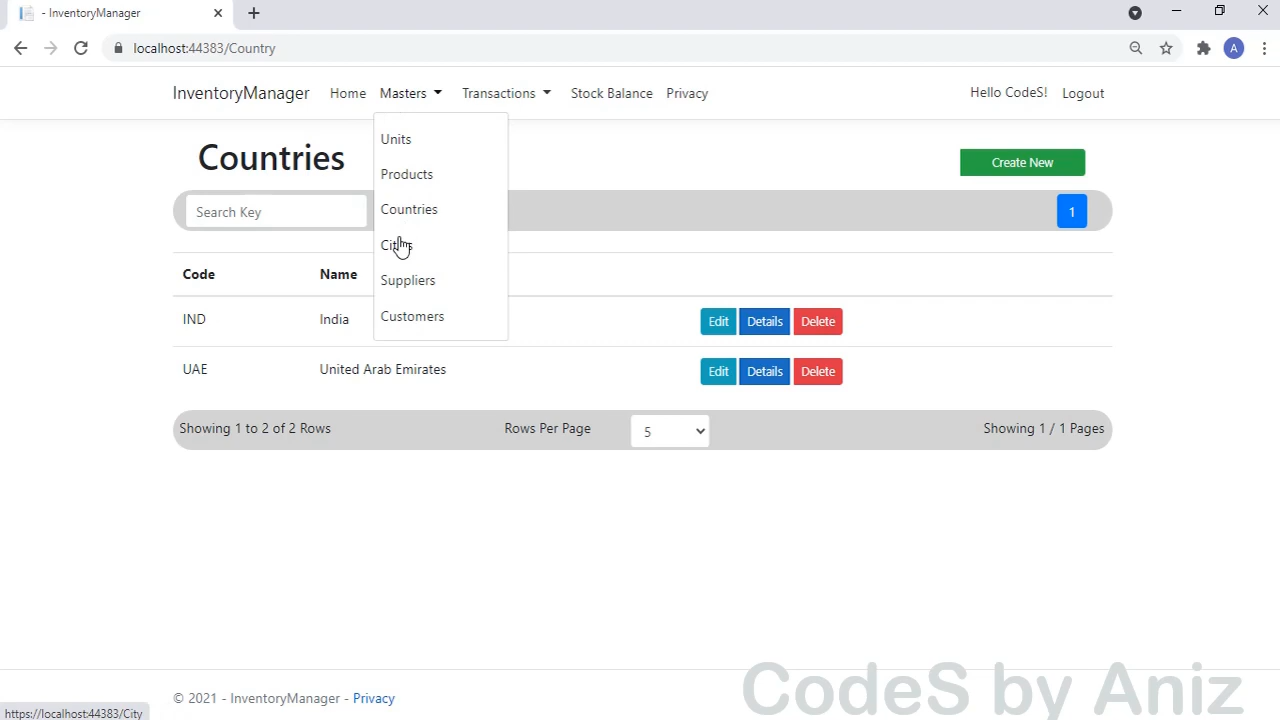 - InventoryManager
localhost:44383/Country
A
InventoryManager Home Masters Transactions Stock Balance Privacy Hello CodeS! Logout
Units
Products
Countries
Suppliers
Customers
Countries
Create New
Search Key
1
Code Name
IND India Edit Details Delete
UAE United Arab Emirates Edit Details Delete
Showing 1 to 2 of 2 Rows Rows Per Page 5 Showing 1 / 1 Pages
CodeS by Aniz
© 2021 - InventoryManager - Privacy
https://localhost:44383/City